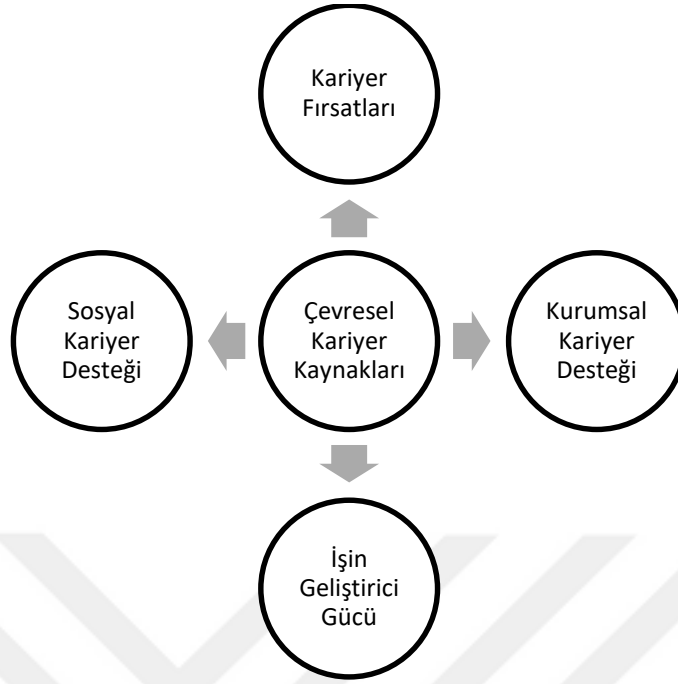 Kariyer
Fırsatları
Sosyal
Kariyer
Desteği
Çevresel
Kariyer
Kaynakları
Kurumsal
Kariyer
Desteği
İşin
Geliştirici
Gücü